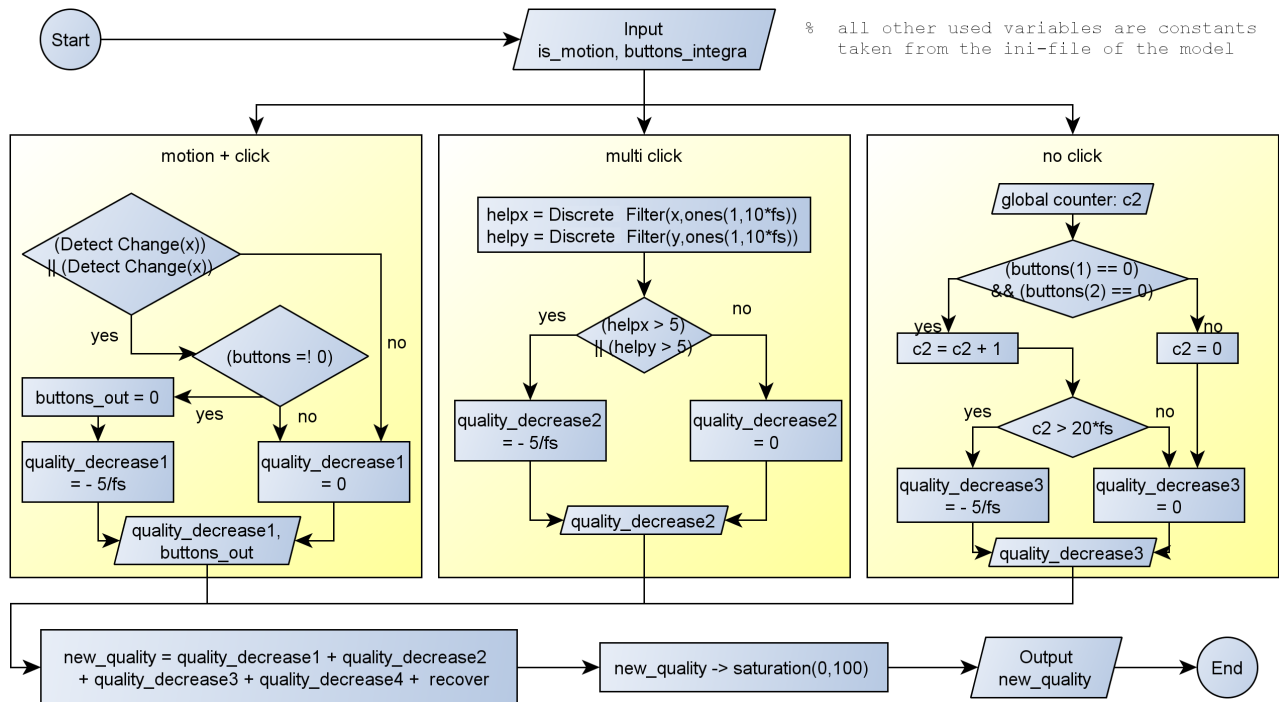 Start
Input
is_motion, buttons_integra
% all other used variables are constants
taken from the ini-file of the model
motion + click
(Detect Change(x))
|| (Detect Change(x))
yes
no
(buttons =! 0)
yes
no
buttons_out = 0
quality_decrease1
= - 5/fs
quality_decrease1
= 0
quality_decrease1,
buttons_out
multi click
helpx = Discrete Filter(x,ones(1,10*fs))
helpy = Discrete Filter(y,ones(1,10*fs))
(helpx > 5)
|| (helpy > 5)
yes
no
quality_decrease2
= - 5/fs
quality_decrease2
= 0
quality_decrease2
no click
global counter: c2
(buttons(1) == 0)
&& (buttons(2) == 0)
yes
no
c2 = c2 + 1
c2 = 0
c2 > 20*fs
yes
no
quality_decrease3
= - 5/fs
quality_decrease3
= 0
quality_decrease3
new_quality = quality_decrease1 + quality_decrease2
+ quality_decrease3 + quality_decrease4 + recover
new_quality -> saturation(0,100)
Output
new_quality
End